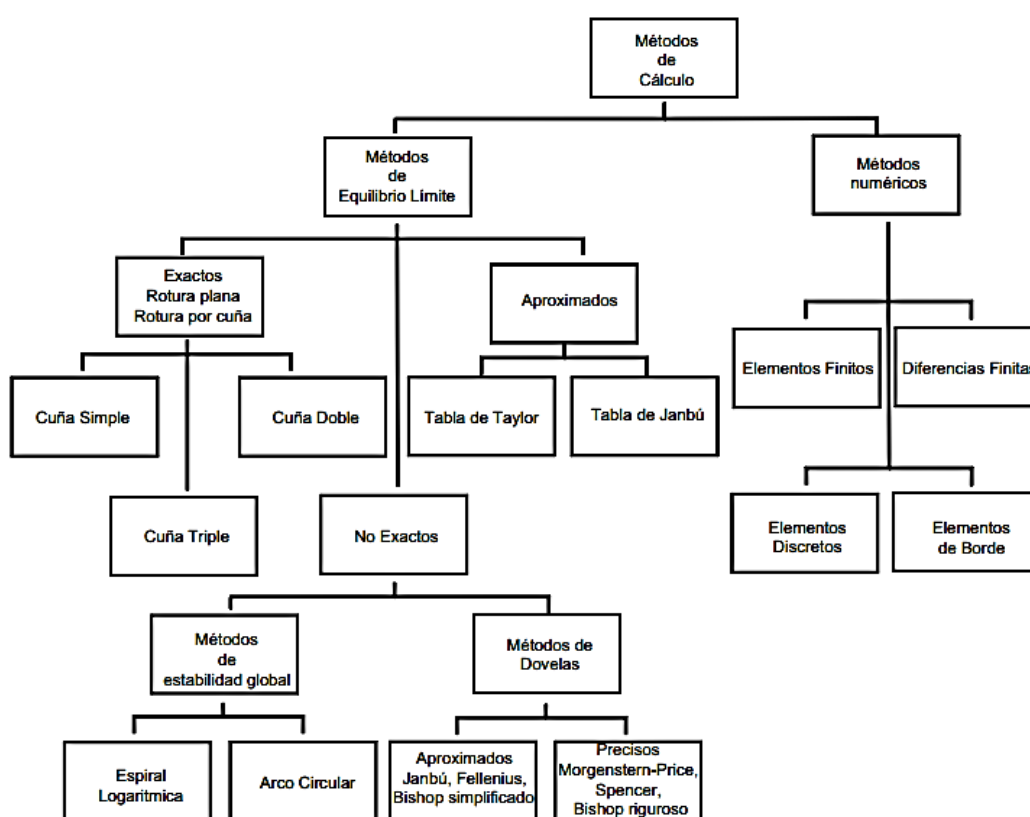 Métodos
de
Cálculo
Métodos
de
Equilibrio Límite
Métodos
numéricos
Exactos
Rotura plana
Rotura por cuña
Aproximados
Elementos Finitos
Diferencias Finitas
Cuña Simple
Cuña Doble
Tabla de Taylor
Tabla de Janbú
Cuña Triple
No Exactos
Elementos
Discretos
Elementos
de Borde
Métodos
de
estabilidad global
Métodos de
Dovelas
Espiral
Logaritmica
Arco Circular
Aproximados
Janbú, Fellenius,
Bishop simplificado
Precisos
Morgenstern-Price,
Spencer,
Bishop riguroso